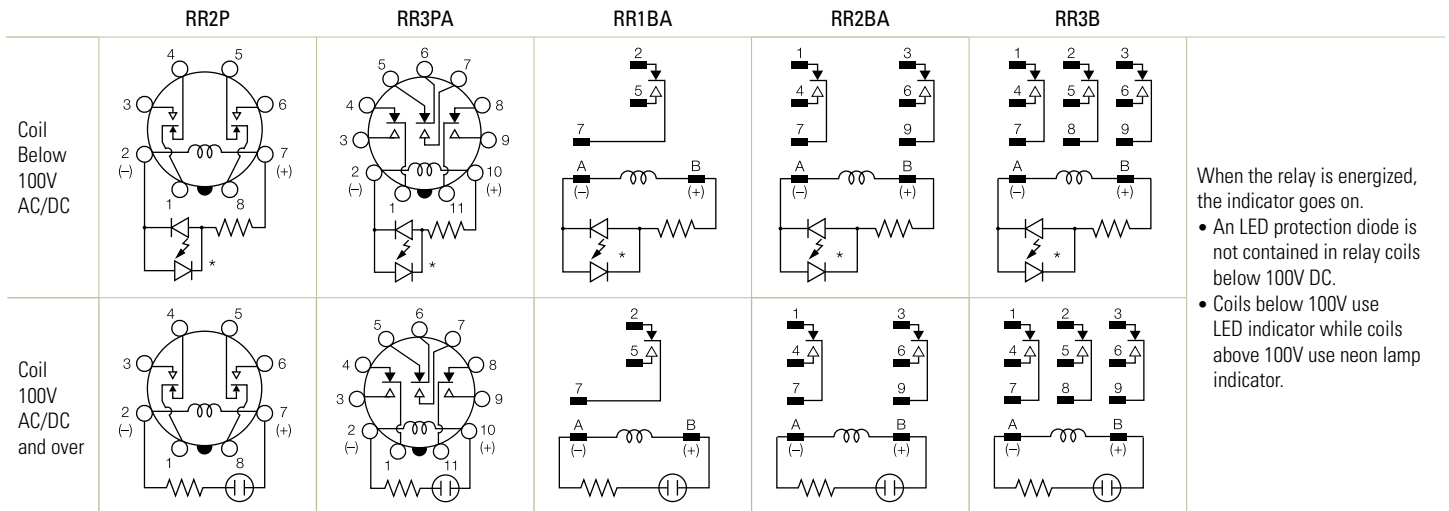 RR2P RR3PA RR1BA RR2BA RR3B
Coil
Below
100V
AC/DC
4 5
3 6
2 7
(–) (+)
1 8
*
6
5 7
4 8
3 9
2 10
(–) (+)
1 11
*
2
5
7
A B
(–) (+)
*
1 3
4 6
7 9
A B
(–) (+)
*
1 2 3
4 5 6
7 8 9
A B
(–) (+)
*
When the relay is energized,
the indicator goes on.
• An LED protection diode is
not contained in relay coils
below 100V DC.
• Coils below 100V use
LED indicator while coils
above 100V use neon lamp
indicator.
Coil
100V
AC/DC
and over
4 5
3 6
2 7
(–) (+)
1 8
6
5 7
4 8
3 9
2 10
(–) (+)
1 11
2
5
7
A B
(–) (+)
1 3
4 6
7 9
A B
(–) (+)
1 2 3
4 5 6
7 8 9
A B
(–) (+)